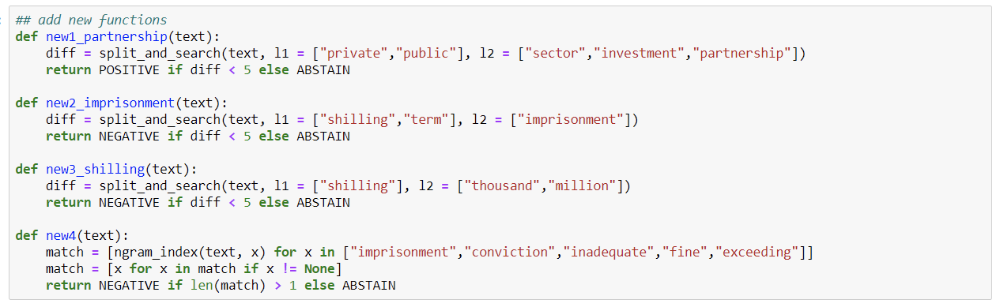 ## add new functions
def new1_partnership(text):
    diff = split_and_search(text, l1 = ["private","public"], l2 = ["sector","investment","partnership"])
    return POSITIVE if diff < 5 else ABSTAIN

def new2_imprisonment(text):
    diff = split_and_search(text, l1 = ["shilling","term"], l2 = ["imprisonment"])
    return NEGATIVE if diff < 5 else ABSTAIN

def new3_shilling(text):
    diff = split_and_search(text, l1 = ["shilling"], l2 = ["thousand","million"])
    return NEGATIVE if diff < 5 else ABSTAIN

def new4(text):
    match = [ngram_index(text, x) for x in ["imprisonment","conviction","inadequate","fine","exceeding"]]
    match = [x for x in match if x != None]
    return NEGATIVE if len(match) > 1 else ABSTAIN